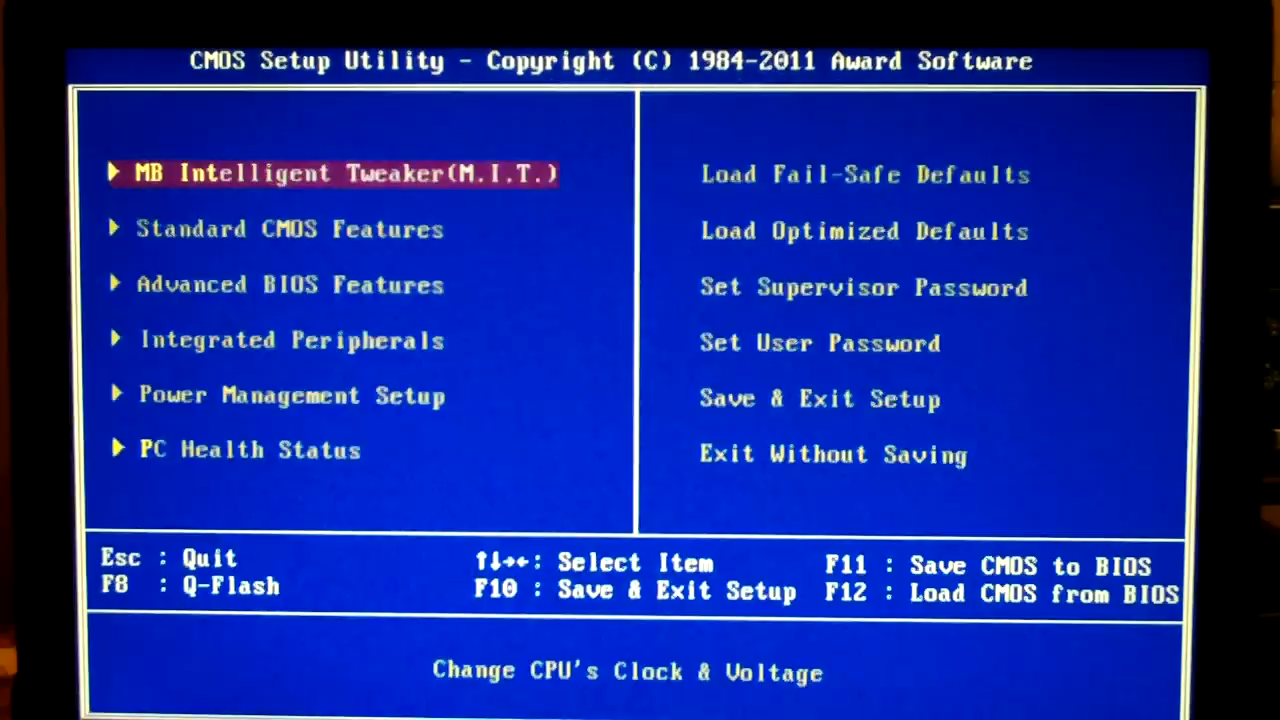 CMOS Setup Utility - Copyright (C) 1984-2011 Award Software
MB Intelligent Tweaker(M.I.T.)
Standard CMOS Features
Advanced BIOS Features
Integrated Peripherals
Power Management Setup
PC Health Status
Load Fail-Safe Defaults
Load Optimized Defaults
Set Supervisor Password
Set User Password
Save & Exit Setup
Exit Without Saving
Esc : Quit
F8 : Q-Flash
↑↓→←: Select Item
F10 : Save & Exit Setup
F11 : Save CMOS to BIOS
F12 : Load CMOS from BIOS
Change CPU's Clock & Voltage